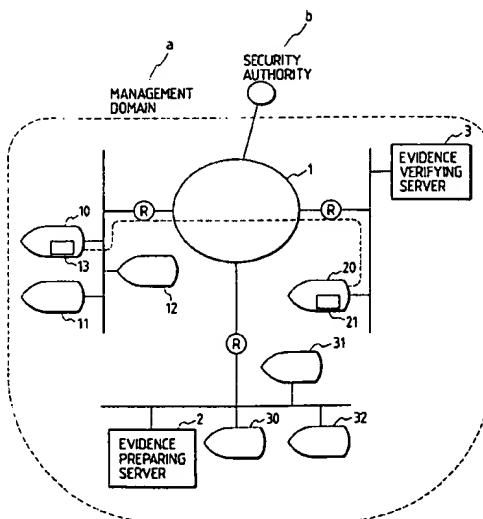 a
b
SECURITY
AUTHORITY
MANAGEMENT
DOMAIN
3
1
EVIDENCE
VERIFYING
SERVER
10
R
R
13
20
12
11
21
R
31
2
30
32
EVIDENCE
PREPARING
SERVER